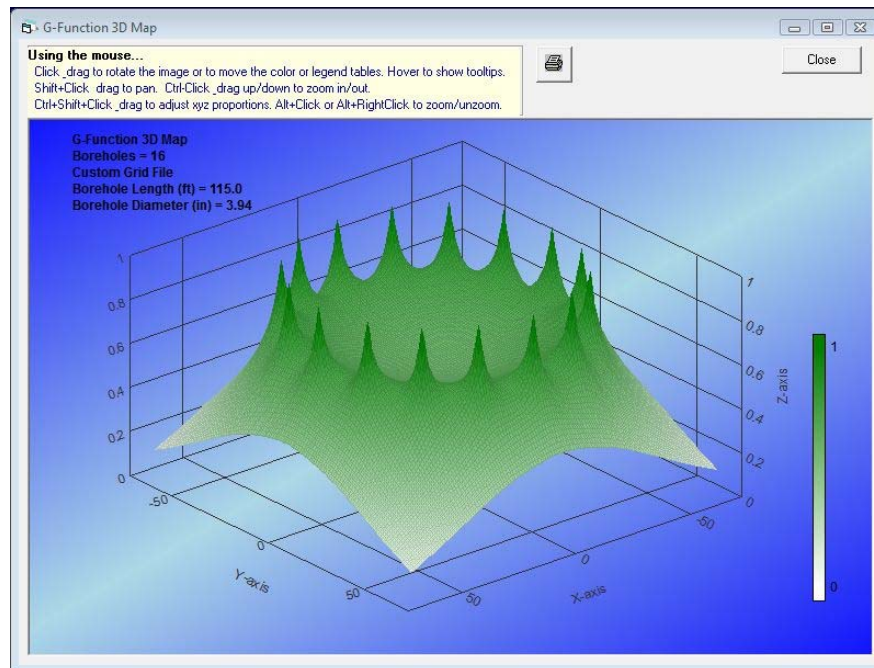 G-Function 3D Map
Using the mouse...
Click _drag to rotate the image or to move the color or legend tables. Hover to show tooltips.
Shift+Click drag to pan. Ctrl-Click _drag up/down to zoom in/out.
Ctrl+Shift+Click _drag to adjust xyz proportions. Alt+Click or Alt+RightClick to zoom/unzoom.
Close
G-Function 3D Map
Boreholes = 16
Custom Grid File
Borehole Length (ft) = 115.0
Borehole Diameter (in) = 3.94
1
0.8
0.6
0.4
0.2
0
-50
0
50
Y-axis
50
0
-50
X-axis
1
0.8
0.6
0.4
0.2
0
Z-axis
1
0